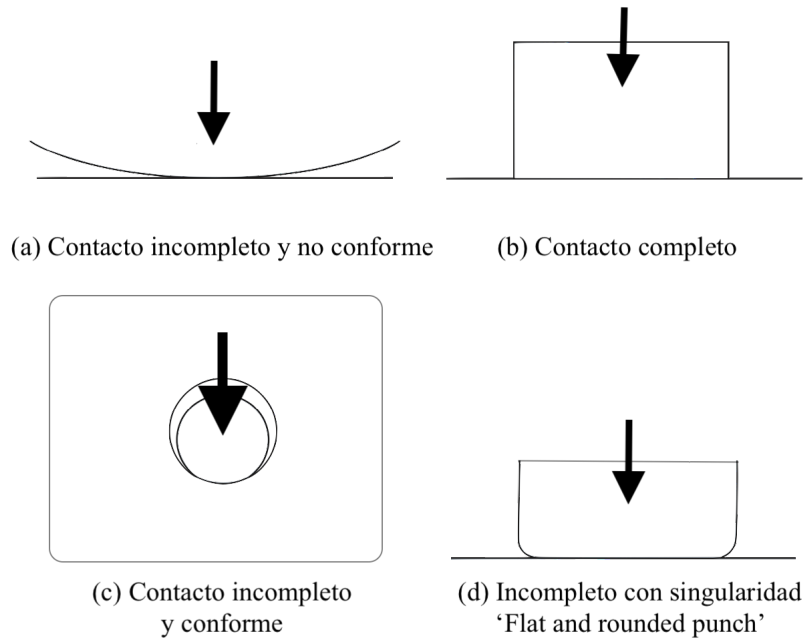 (a) Contacto incompleto y no conforme
(b) Contacto completo
(c) Contacto incompleto
y conforme
(d) Incompleto con singularidad
‘Flat and rounded punch’